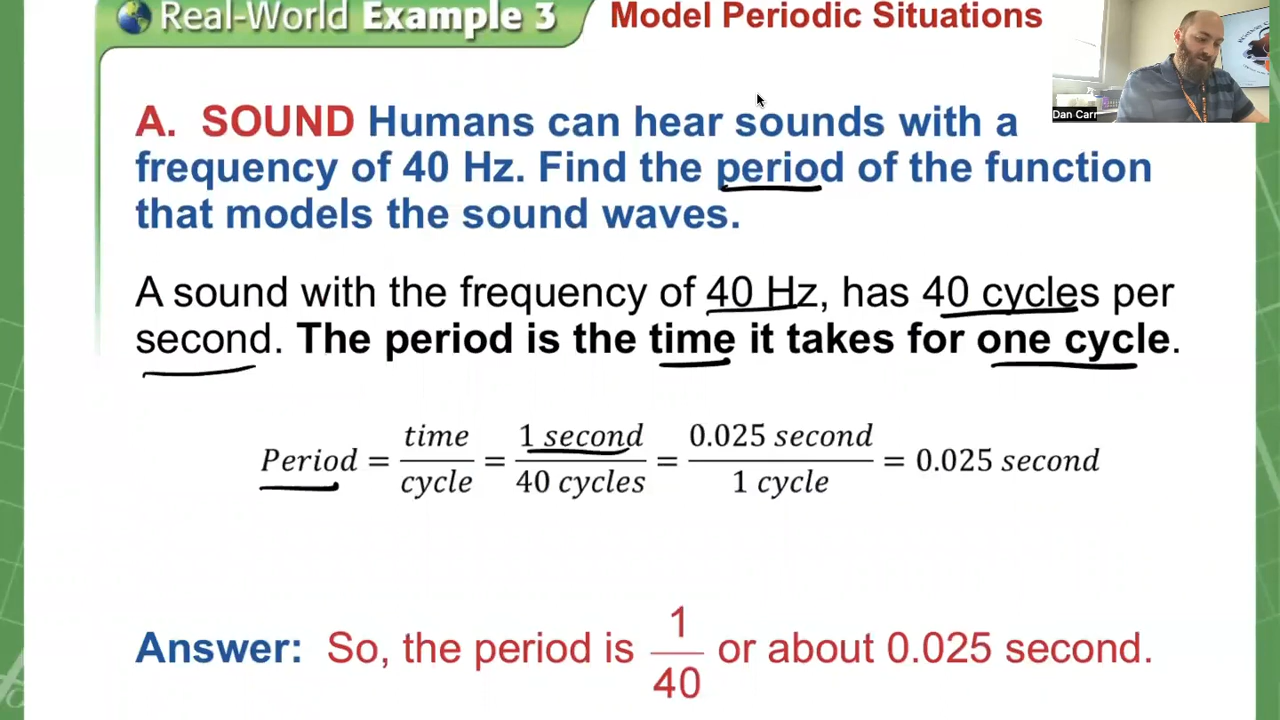 Real-World Example 3
Model Periodic Situations
Dan Carr
A. SOUND Humans can hear sounds with a
frequency of 40 Hz. Find the period of the function
that models the sound waves.
A sound with the frequency of 40 Hz, has 40 cycles per
second. The period is the time it takes for one cycle.
Period = time/cycle = 1 second/40 cycles = 0.025 second/1 cycle = 0.025 second
Answer: So, the period is 1/40 or about 0.025 second.